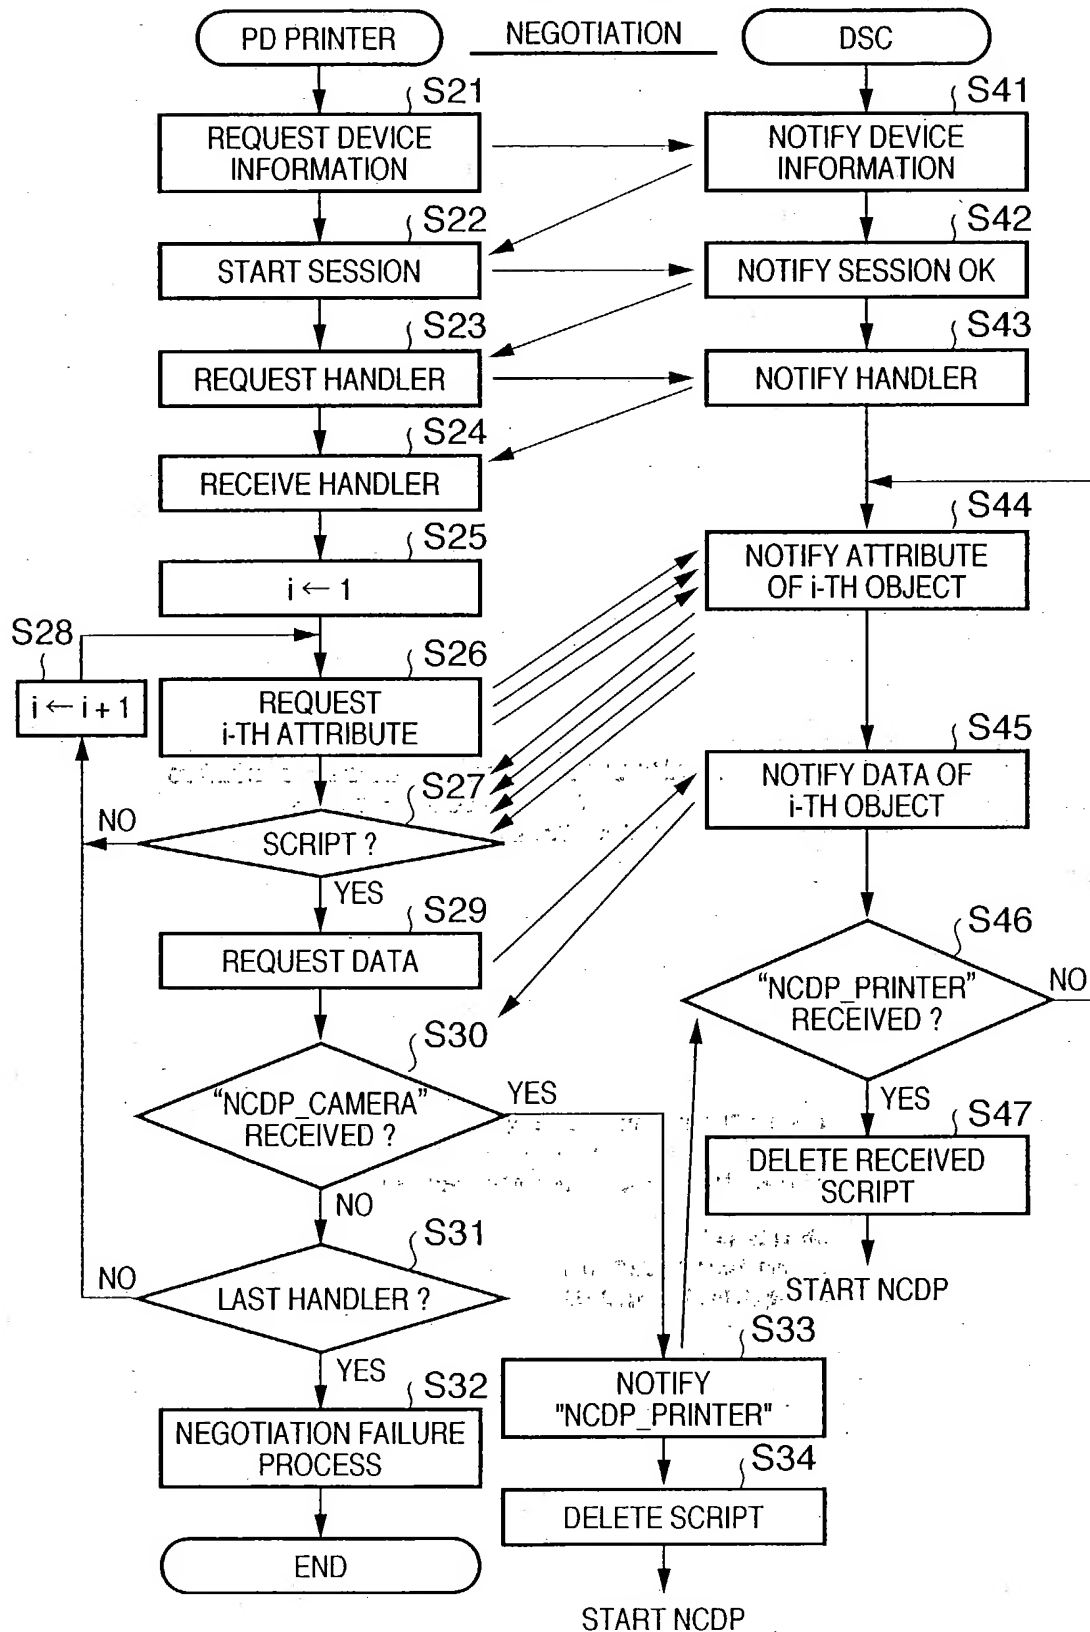 PD PRINTER
NEGOTIATION
DSC
S21
REQUEST DEVICE
INFORMATION
S41
NOTIFY DEVICE
INFORMATION
S22
START SESSION
S42
NOTIFY SESSION OK
S23
REQUEST HANDLER
S43
NOTIFY HANDLER
S24
RECEIVE HANDLER
S25
i ← 1
S44
NOTIFY ATTRIBUTE
OF i-TH OBJECT
S28
i ← i + 1
S26
REQUEST
i-TH ATTRIBUTE
S45
NOTIFY DATA OF
i-TH OBJECT
S27
SCRIPT ?
NO
YES
S29
REQUEST DATA
S46
"NCDP_PRINTER"
RECEIVED ?
NO
YES
S30
"NCDP_CAMERA"
RECEIVED ?
YES
NO
S47
DELETE RECEIVED
SCRIPT
START NCDP
S31
LAST HANDLER ?
NO
YES
S33
NOTIFY
"NCDP_PRINTER"
S32
NEGOTIATION FAILURE
PROCESS
S34
DELETE SCRIPT
END
START NCDP